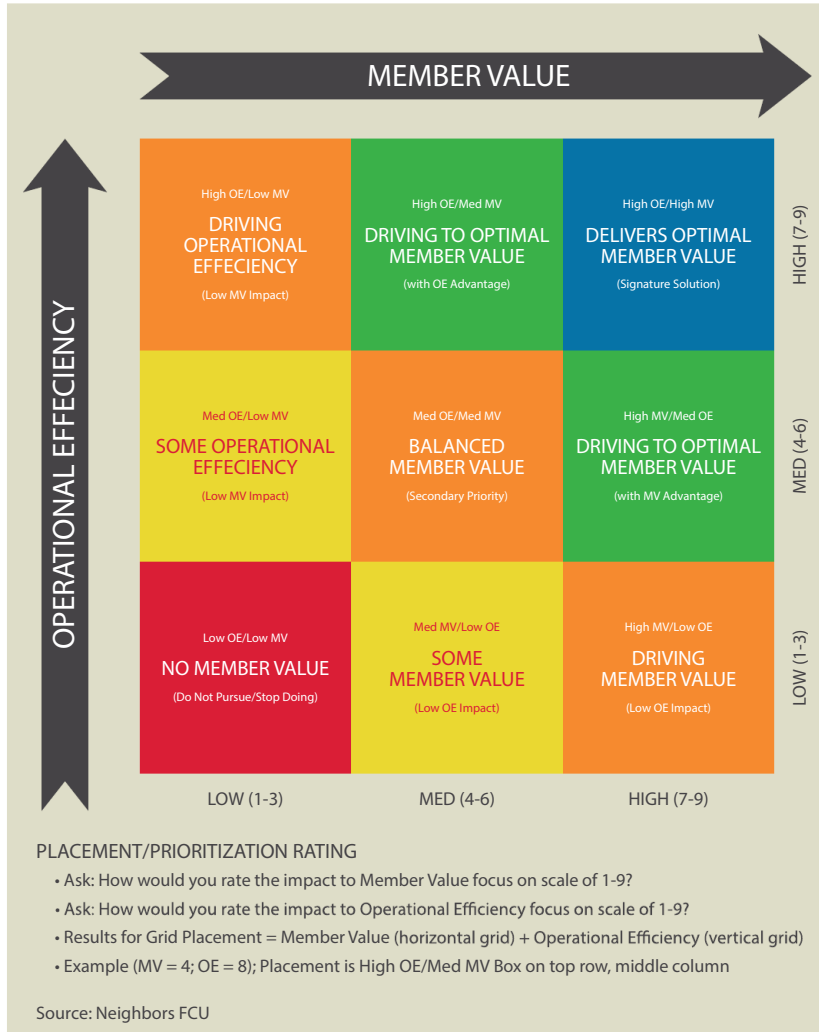 MEMBER VALUE
OPERATIONAL EFFECIENCY
High OE/Low MV
DRIVING
OPERATIONAL
EFFECIENCY
(Low MV Impact)
High OE/Med MV
DRIVING TO OPTIMAL
MEMBER VALUE
(with OE Advantage)
High OE/High MV
DELIVERS OPTIMAL
MEMBER VALUE
(Signature Solution)
HIGH (7-9)
Med OE/Low MV
SOME OPERATIONAL
EFFECIENCY
(Low MV Impact)
Med OE/Med MV
BALANCED
MEMBER VALUE
(Secondary Priority)
High MV/Med OE
DRIVING TO OPTIMAL
MEMBER VALUE
(with MV Advantage)
MED (4-6)
Low OE/Low MV
NO MEMBER VALUE
(Do Not Pursue/Stop Doing)
Med MV/Low OE
SOME
MEMBER VALUE
(Low OE Impact)
High MV/Low OE
DRIVING
MEMBER VALUE
(Low OE Impact)
LOW (1-3)
LOW (1-3)
MED (4-6)
HIGH (7-9)
PLACEMENT/PRIORITIZATION RATING
• Ask: How would you rate the impact to Member Value focus on scale of 1-9?
• Ask: How would you rate the impact to Operational Efficiency focus on scale of 1-9?
• Results for Grid Placement = Member Value (horizontal grid) + Operational Efficiency (vertical grid)
• Example (MV = 4; OE = 8); Placement is High OE/Med MV Box on top row, middle column
Source: Neighbors FCU